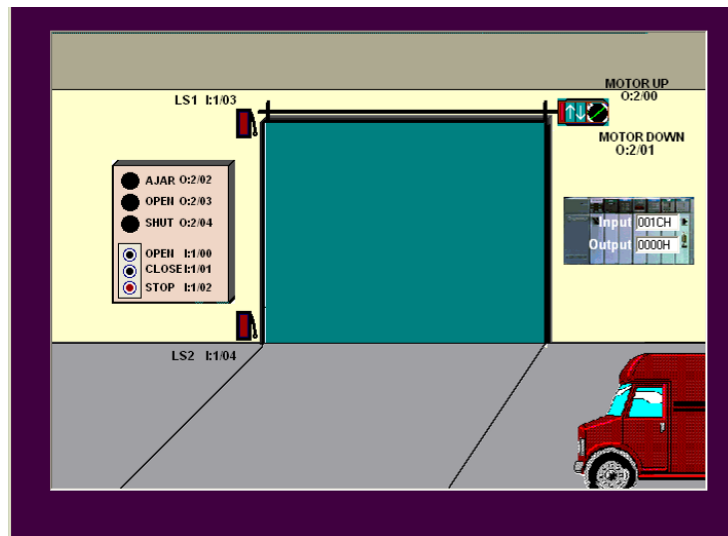 LS1 I:1/03
MOTOR UP
O:2/00
MOTOR DOWN
O:2/01
AJAR O:2/02
OPEN O:2/03
SHUT O:2/04
OPEN I:1/00
CLOSE I:1/01
STOP I:1/02
Input 001CH
Output 0000H
LS2 I:1/04